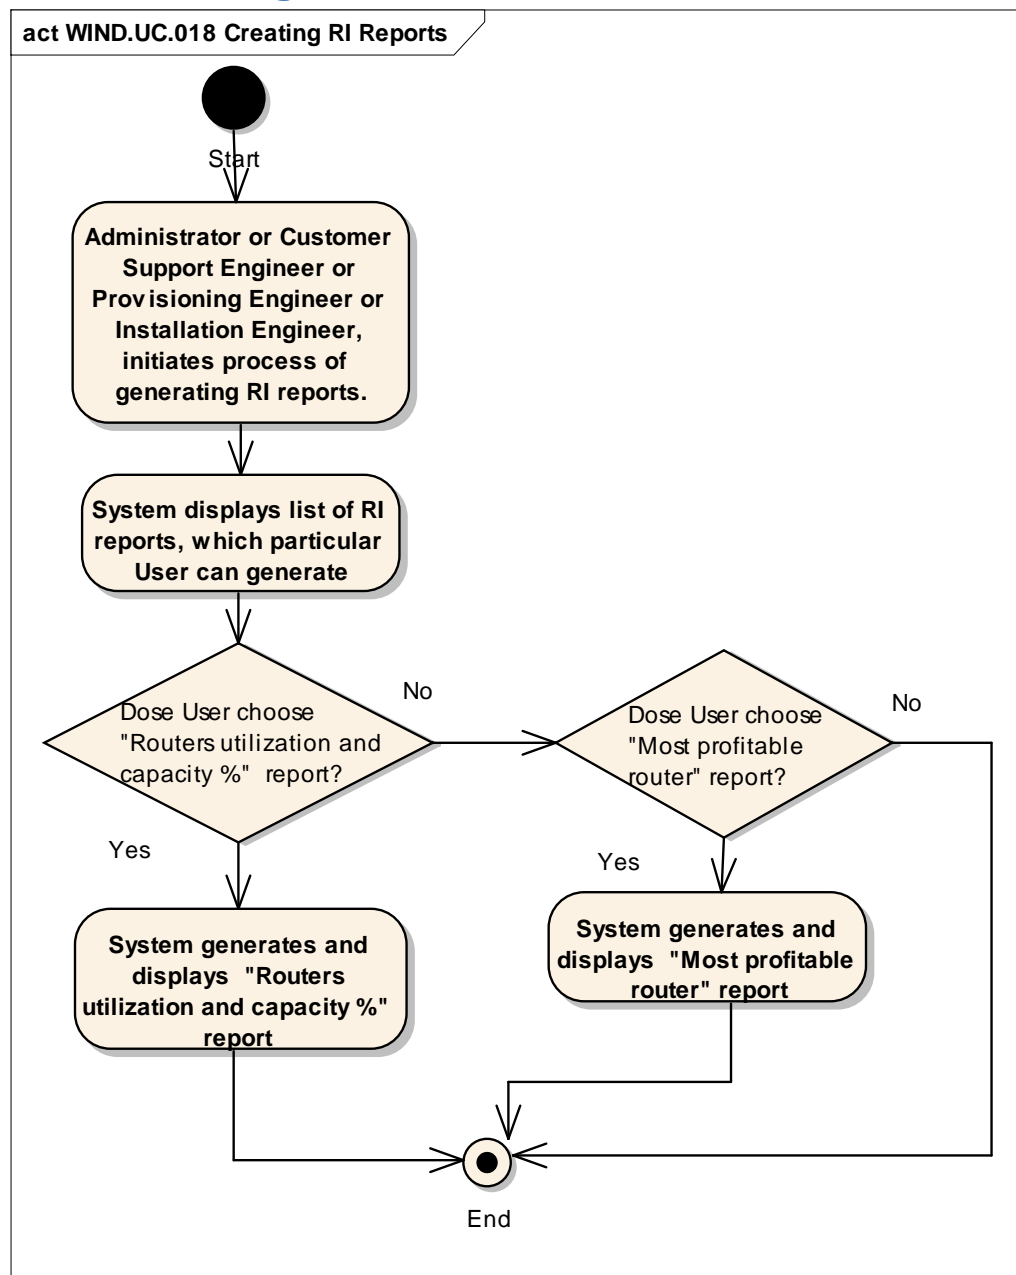 act WIND.UC.018 Creating RI Reports
Start
Administrator or Customer
Support Engineer or
Provisioning Engineer or
Installation Engineer,
initiates process of
generating RI reports.
System displays list of RI
reports, which particular
User can generate
Dose User choose
"Routers utilization and
capacity %" report?
No
Dose User choose
"Most profitable
router" report?
No
Yes
Yes
System generates and
displays "Routers
utilization and capacity %"
report
System generates and
displays "Most profitable
router" report
End